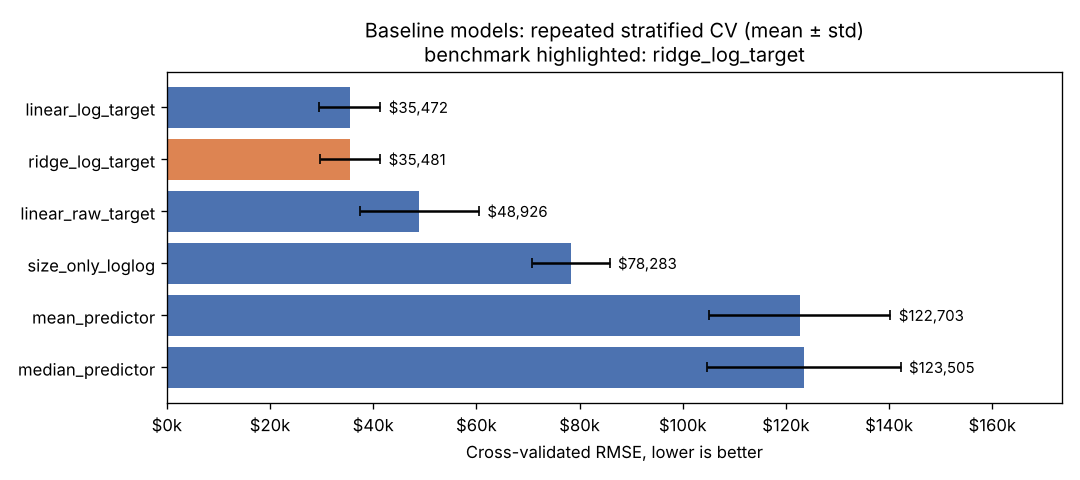 Baseline models: repeated stratified CV (mean ± std)
benchmark highlighted: ridge_log_target
linear_log_target
$35,472
ridge_log_target
$35,481
linear_raw_target
$48,926
size_only_loglog
$78,283
mean_predictor
$122,703
median_predictor
$123,505
$0k $20k $40k $60k $80k $100k $120k $140k $160k
Cross-validated RMSE, lower is better